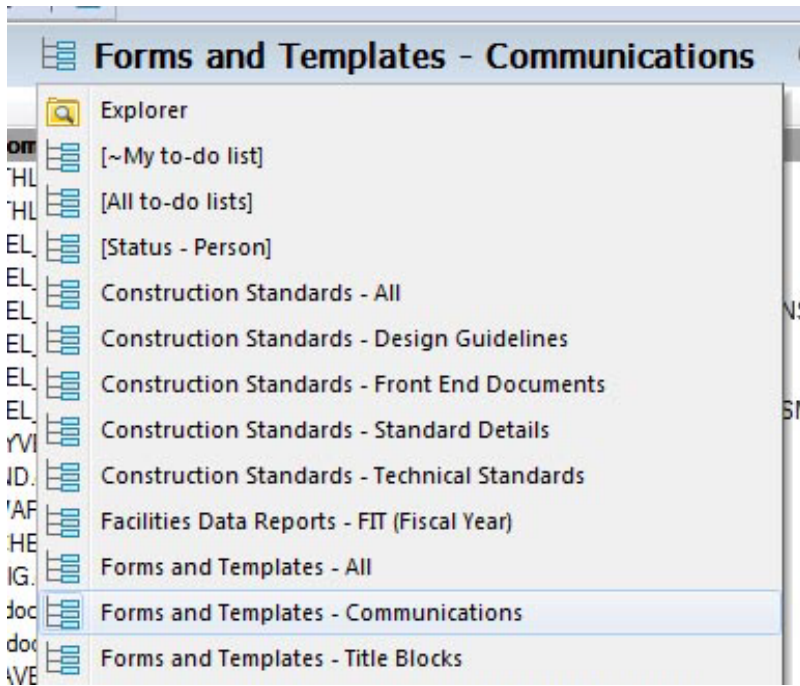 Forms and Templates - Communications
Explorer
[~My to-do list]
[All to-do lists]
[Status - Person]
Construction Standards - All
Construction Standards - Design Guidelines
Construction Standards - Front End Documents
Construction Standards - Standard Details
Construction Standards - Technical Standards
Facilities Data Reports - FIT (Fiscal Year)
Forms and Templates - All
Forms and Templates - Communications
Forms and Templates - Title Blocks